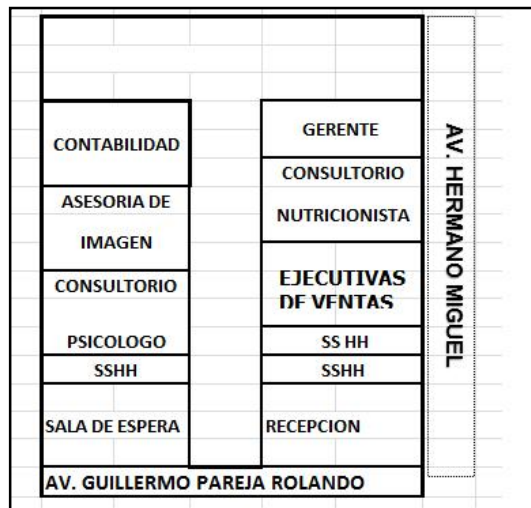 CONTABILIDAD
ASESORIA DE
IMAGEN
CONSULTORIO
PSICOLOGO
SSHH
SALA DE ESPERA
GERENTE
CONSULTORIO
NUTRICIONISTA
EJECUTIVAS
DE VENTAS
SS HH
SSHH
RECEPCION
AV. GUILLERMO PAREJA ROLANDO
AV. HERMANO MIGUEL